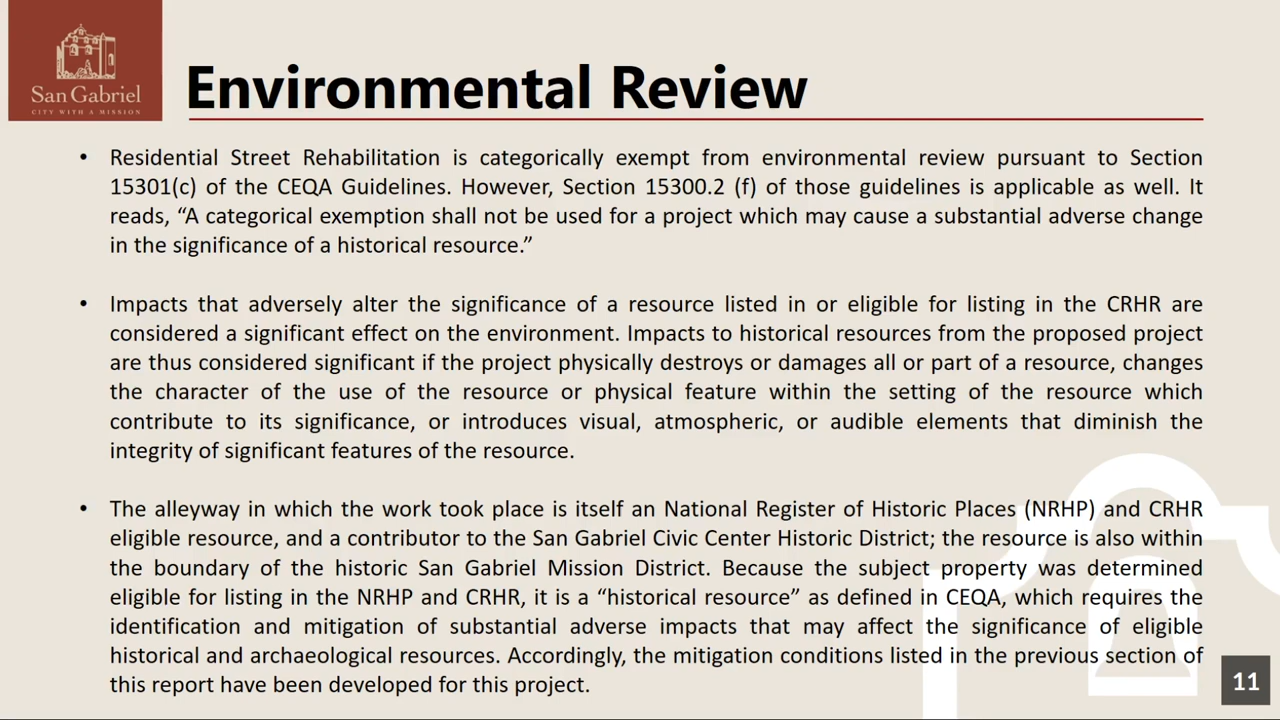 San Gabriel
CITY WITH A MISSION
Environmental Review
• Residential Street Rehabilitation is categorically exempt from environmental review pursuant to Section
15301(c) of the CEQA Guidelines. However, Section 15300.2 (f) of those guidelines is applicable as well. It
reads, “A categorical exemption shall not be used for a project which may cause a substantial adverse change
in the significance of a historical resource.”
• Impacts that adversely alter the significance of a resource listed in or eligible for listing in the CRHR are
considered a significant effect on the environment. Impacts to historical resources from the proposed project
are thus considered significant if the project physically destroys or damages all or part of a resource, changes
the character of the use of the resource or physical feature within the setting of the resource which
contribute to its significance, or introduces visual, atmospheric, or audible elements that diminish the
integrity of significant features of the resource.
• The alleyway in which the work took place is itself an National Register of Historic Places (NRHP) and CRHR
eligible resource, and a contributor to the San Gabriel Civic Center Historic District; the resource is also within
the boundary of the historic San Gabriel Mission District. Because the subject property was determined
eligible for listing in the NRHP and CRHR, it is a “historical resource” as defined in CEQA, which requires the
identification and mitigation of substantial adverse impacts that may affect the significance of eligible
historical and archaeological resources. Accordingly, the mitigation conditions listed in the previous section of
this report have been developed for this project.
11